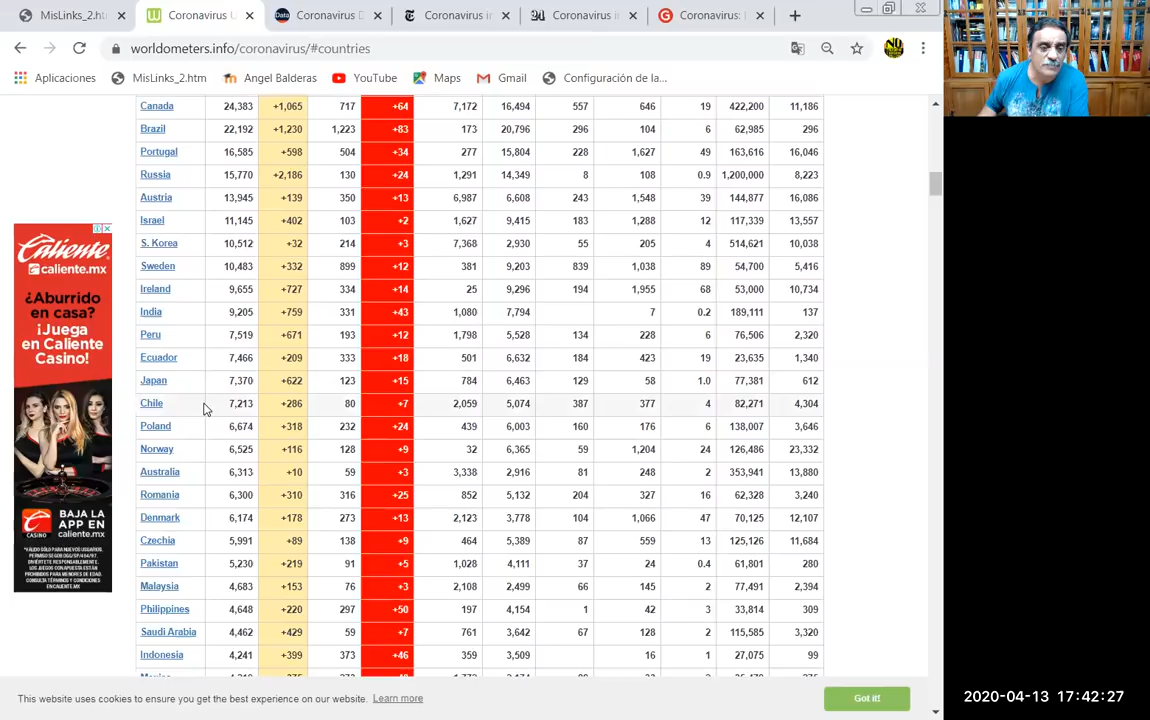 MisLinks_2.ht
Coronavirus U
Coronavirus D
Coronavirus in
Coronavirus i
Coronavirus:
worldometers.info/coronavirus/#countries
Aplicaciones MisLinks_2.htm Angel Balderas YouTube Maps Gmail Configuración de la...
Canada 24,383 +1,065 717 +64 7,172 16,494 557 646 19 422,200 11,186
Brazil 22,192 +1,230 1,223 +83 173 20,796 296 104 6 62,985 296
Portugal 16,585 +598 504 +34 277 15,804 228 1,627 49 163,616 16,046
Russia 15,770 +2,186 130 +24 1,291 14,349 8 108 0.9 1,200,000 8,223
Austria 13,945 +139 350 +13 6,987 6,608 243 1,548 39 144,877 16,086
Israel 11,145 +402 103 +2 1,627 9,415 183 1,288 12 117,339 13,557
S. Korea 10,512 +32 214 +3 7,368 2,930 55 205 4 514,621 10,038
Sweden 10,483 +332 899 +12 381 9,203 839 1,038 89 54,700 5,416
Ireland 9,655 +727 334 +14 25 9,296 194 1,955 68 53,000 10,734
India 9,205 +759 331 +43 1,080 7,794 7 0.2 189,111 137
Peru 7,519 +671 193 +12 1,798 5,528 134 228 6 76,506 2,320
Ecuador 7,466 +209 333 +18 501 6,632 184 423 19 23,635 1,340
Japan 7,370 +622 123 +15 784 6,463 129 58 1.0 77,381 612
Chile 7,213 +286 80 +7 2,059 5,074 387 377 4 82,271 4,304
Poland 6,674 +318 232 +24 439 6,003 160 176 6 138,007 3,646
Norway 6,525 +116 128 +9 32 6,365 59 1,204 24 126,486 23,332
Australia 6,313 +10 59 +3 3,338 2,916 81 248 2 353,941 13,880
Romania 6,300 +310 316 +25 852 5,132 204 327 16 62,328 3,240
Denmark 6,174 +178 273 +13 2,123 3,778 104 1,066 47 70,125 12,107
Czechia 5,991 +89 138 +9 464 5,389 87 559 13 125,126 11,684
Pakistan 5,230 +219 91 +5 1,028 4,111 37 24 0.4 61,801 280
Malaysia 4,683 +153 76 +3 2,108 2,499 66 145 2 77,491 2,394
Philippines 4,648 +220 297 +50 197 4,154 1 42 3 33,814 309
Saudi Arabia 4,462 +429 59 +7 761 3,642 67 128 2 115,585 3,320
Indonesia 4,241 +399 373 +46 359 3,509 16 1 27,075 99
Caliente
caliente.mx
¿Aburrido
en casa?
¡Juega
en Caliente
Casino!
CASINO
BAJA LA
APP EN
caliente.mx
This website uses cookies to ensure you get the best experience on our website. Learn more
Got it!
2020-04-13 17:42:27